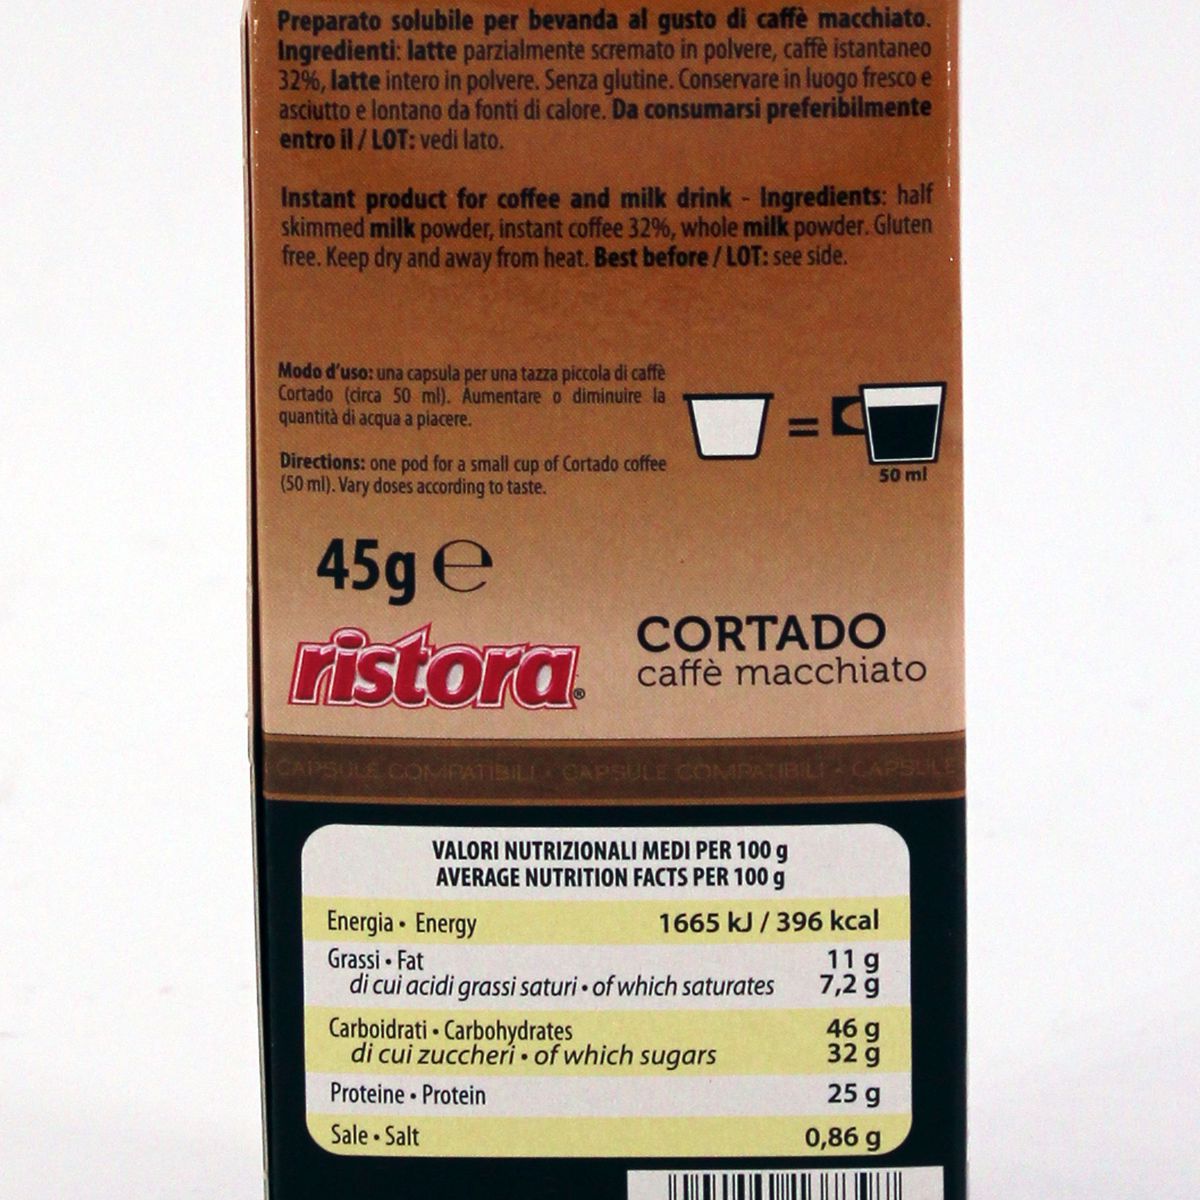 Preparato solubile per bevanda al gusto di caffè macchiato.
Ingredienti: latte parzialmente scremato in polvere, caffè istantaneo
32%, latte intero in polvere. Senza glutine. Conservare in luogo fresco e
asciutto e lontano da fonti di calore. Da consumarsi preferibilmente
entro il / LOT: vedi lato.
Instant product for coffee and milk drink - Ingredients: half
skimmed milk powder, instant coffee 32%, whole milk powder. Gluten
free. Keep dry and away from heat. Best before / LOT: see side.
Modo d'uso: una capsula per una tazza piccola di caffè
Cortado (circa 50 ml). Aumentare o diminuire la
quantità di acqua a piacere.
Directions: one pod for a small cup of Cortado coffee
(50 ml). Vary doses according to taste.
=
50 ml
45g ℮
ristora®
CORTADO
caffè macchiato
CAPSULE COMPATIBILI • CAPSULE COMPATIBILI • CAPSULE
VALORI NUTRIZIONALI MEDI PER 100 g
AVERAGE NUTRITION FACTS PER 100 g
Energia • Energy 1665 kJ / 396 kcal
Grassi • Fat 11 g
di cui acidi grassi saturi • of which saturates 7,2 g
Carboidrati • Carbohydrates 46 g
di cui zuccheri • of which sugars 32 g
Proteine • Protein 25 g
Sale • Salt 0,86 g